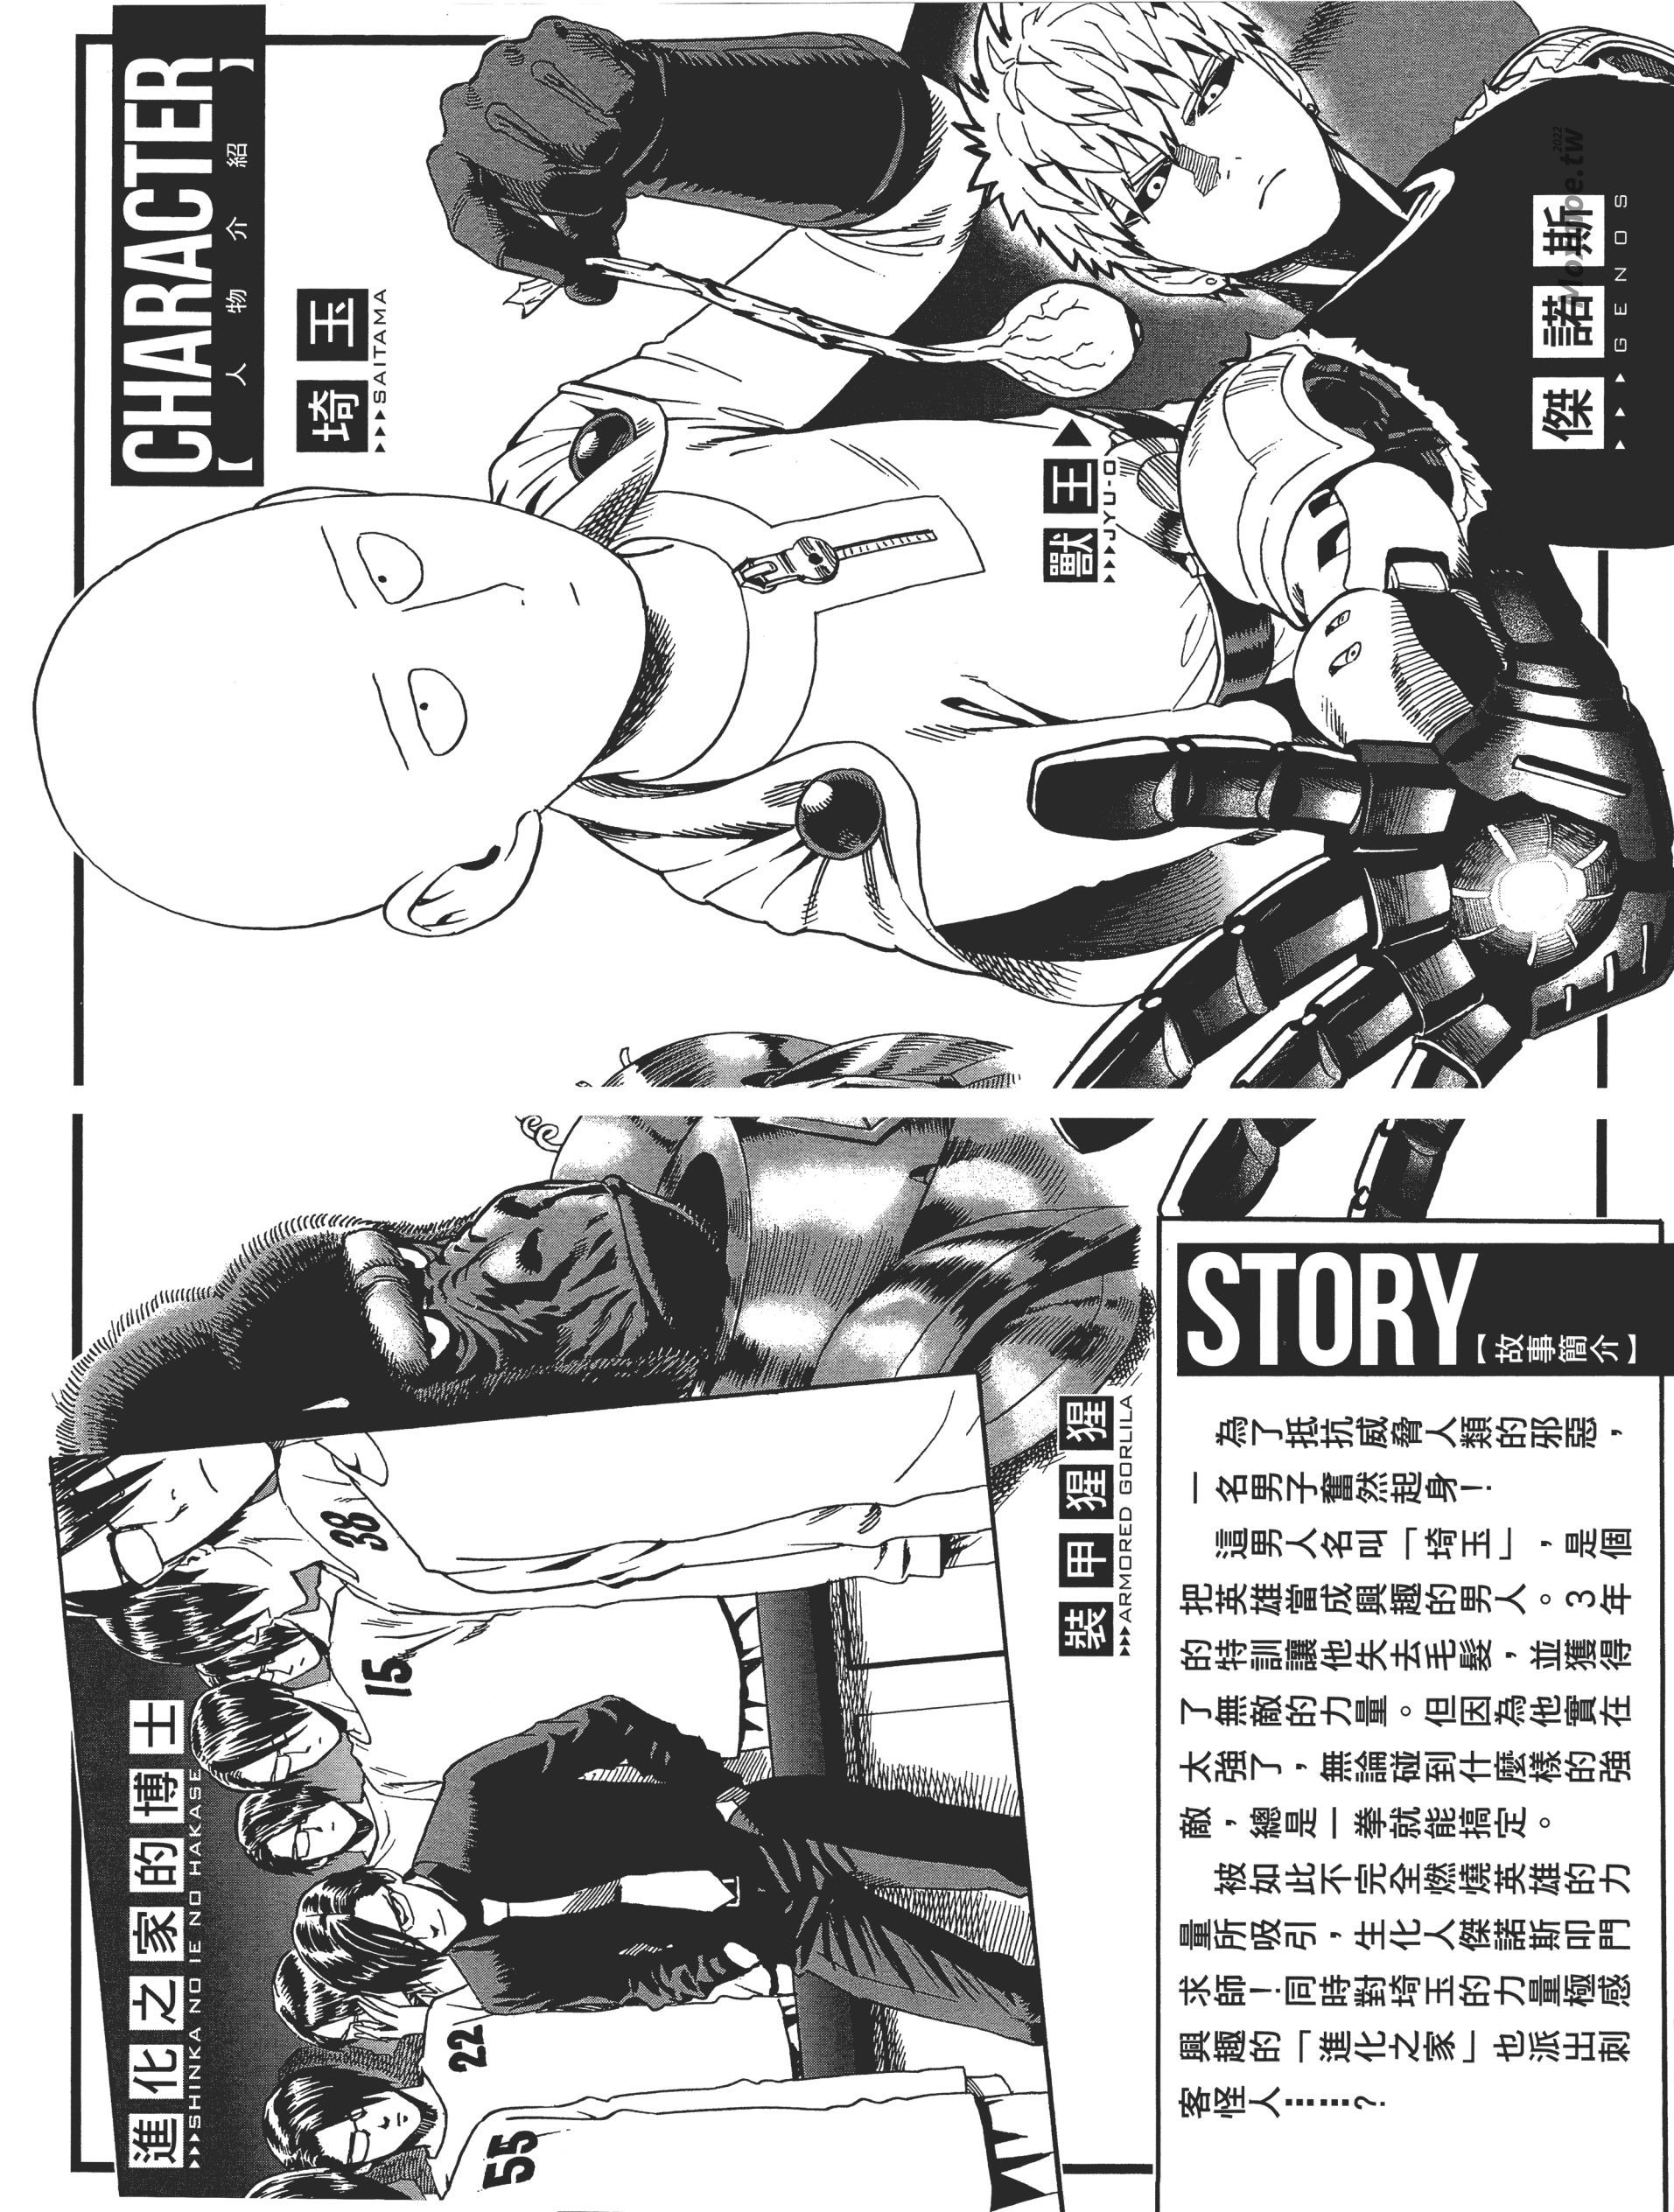 CHARACTER
【人物介紹】
埼玉
SAITAMA
傑諾斯
GENOS
2022
獸王
JYU-O
裝甲猩猩
ARMORED GORLILA
進化之家的博士
SHINKA NO IE NO HAKASE
38
15
22
55
STORY
【故事簡介】
為了抵抗威脅人類的邪惡，
一名男子奮然起身！
這男人名叫「埼玉」，是個
把英雄當成興趣的男人。3年
的特訓讓他失去毛髮，並獲得
了無敵的力量。但因為他實在
太強了，無論碰到什麼樣的強
敵，總是一拳就能搞定。
被如此不完全燃燒英雄的力
量所吸引，生化人傑諾斯叩門
求師！同時對埼玉的力量極感
興趣的「進化之家」也派出刺
客怪人……？